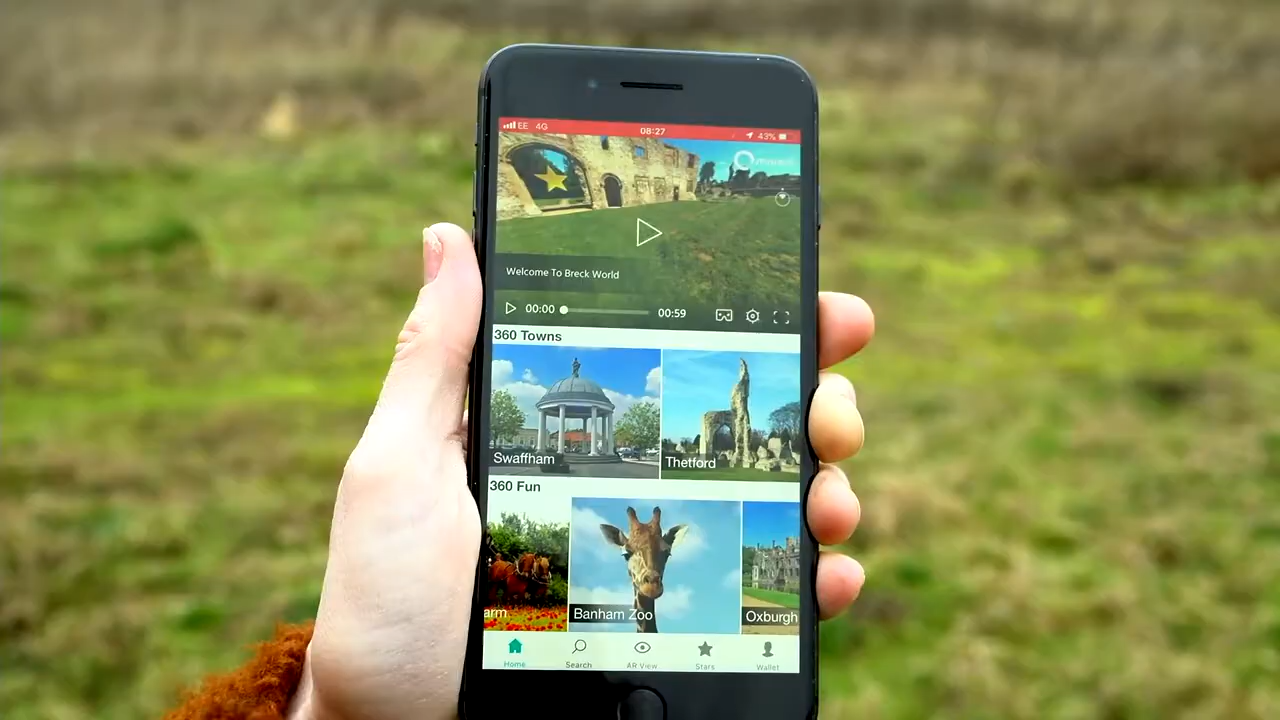 EE 4G 08:27 43%
Welcome To Breck World
00:00 00:59
360 Towns
Swaffham Thetford
360 Fun
arm Banham Zoo Oxburgh
Home Search AR View Stars Wallet